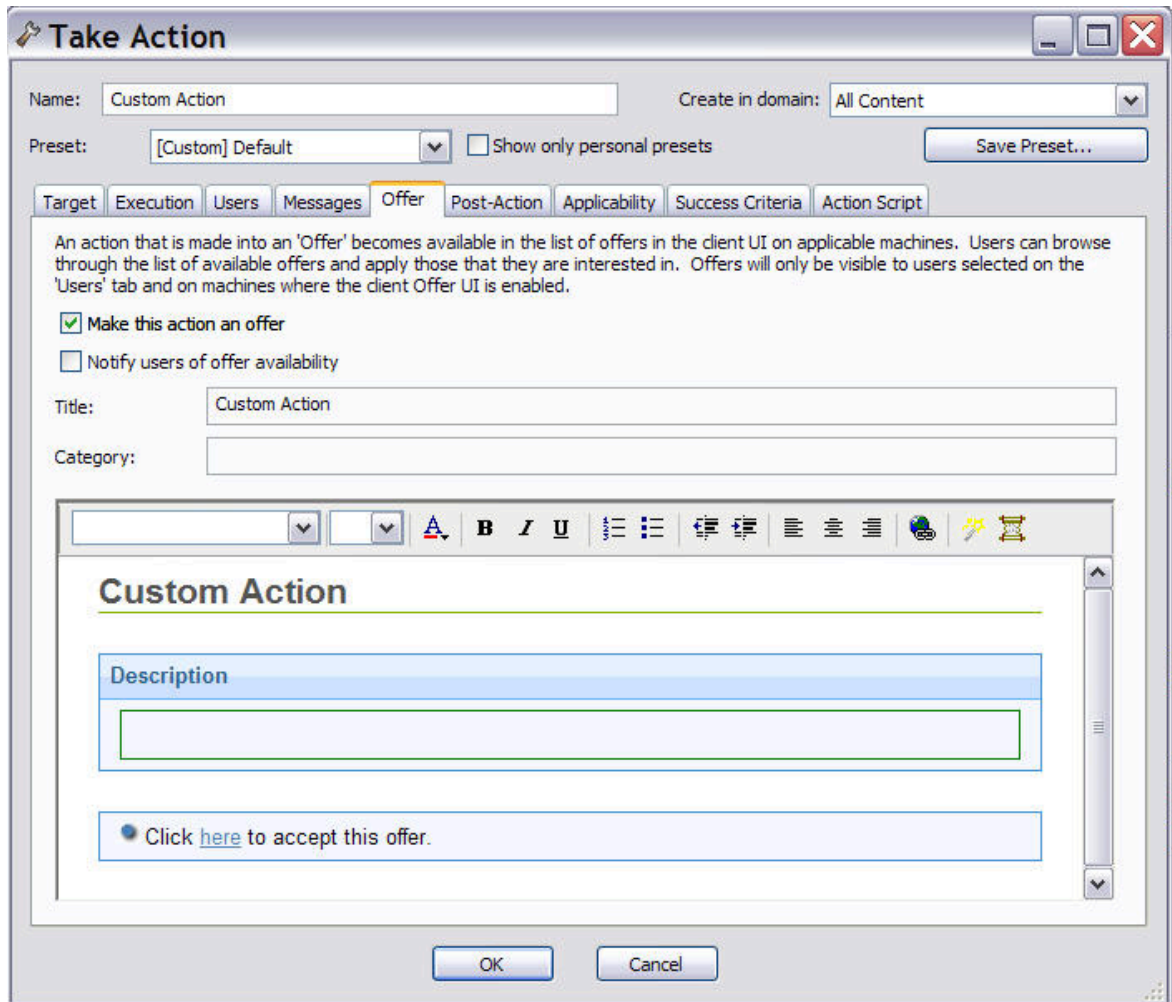 Take Action
Name: Custom Action Create in domain: All Content
Preset: [Custom] Default Show only personal presets Save Preset...
Target Execution Users Messages Offer Post-Action Applicability Success Criteria Action Script
An action that is made into an 'Offer' becomes available in the list of offers in the client UI on applicable machines. Users can browse
through the list of available offers and apply those that they are interested in. Offers will only be visible to users selected on the
'Users' tab and on machines where the client Offer UI is enabled.
Make this action an offer
Notify users of offer availability
Title: Custom Action
Category:
A B I U
Custom Action
Description
Click here to accept this offer.
OK Cancel